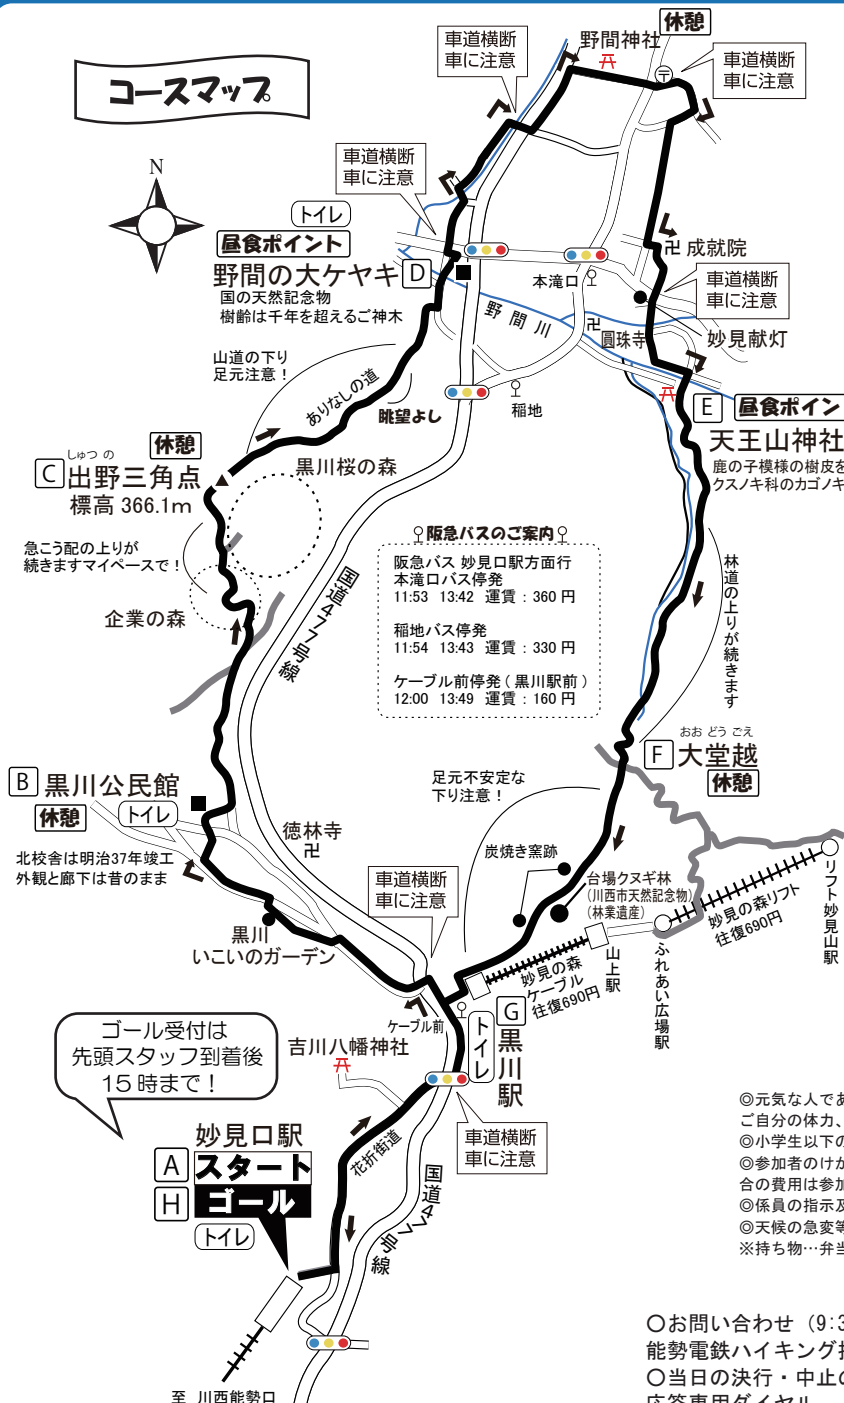 コースマップ
N
車道横断
車に注意
野間神社
休憩
車道横断
車に注意
車道横断
車に注意
トイレ
昼食ポイント
野間の大ケヤキ D
国の天然記念物
樹齢は千年を超えるご神木
本滝口
成就院
車道横断
車に注意
妙見献灯
野間川
圓珠寺
山道の下り
足元注意!
ありなしの道
眺望よし
稲地
E 昼食ポイン
天王山神社
鹿の子模様の樹皮を
クスノキ科のカゴノキ
休憩
しゅつ の
C 出野三角点
標高 366.1m
黒川桜の森
急こう配の上りが
続きますマイペースで!
企業の森
国道477号線
阪急バスのご案内
阪急バス 妙見口駅方面行
本滝口バス停発
11:53 13:42 運賃:360 円
稲地バス停発
11:54 13:43 運賃:330 円
ケーブル前停発 ( 黒川駅前 )
12:00 13:49 運賃:160 円
林道の上りが続きます
おお どう ごえ
F 大堂越
休憩
B 黒川公民館
休憩
トイレ
北校舎は明治37年竣工
外観と廊下は昔のまま
徳林寺
足元不安定な
下り注意!
炭焼き窯跡
台場クヌギ林
(川西市天然記念物)
(林業遺産)
車道横断
車に注意
黒川
いこいのガーデン
妙見の森
ケーブル
往復690円
山上駅
ふれあい広場駅
妙見の森リフト
往復690円
リフト妙見山駅
ケーブル前
G 黒川駅
トイレ
ゴール受付は
先頭スタッフ到着後
15 時まで!
吉川八幡神社
車道横断
車に注意
花折街道
国道477号線
妙見口駅
A スタート
H ゴール
トイレ
至 川西能勢口
◎元気な人であ
ご自分の体力、
◎小学生以下の
◎参加者のけか
合の費用は参加
◎係員の指示及
◎天候の急変等
※持ち物…弁当
〇お問い合わせ(9:3
能勢電鉄ハイキング担
〇当日の決行・中止の
応答専用ダイヤル